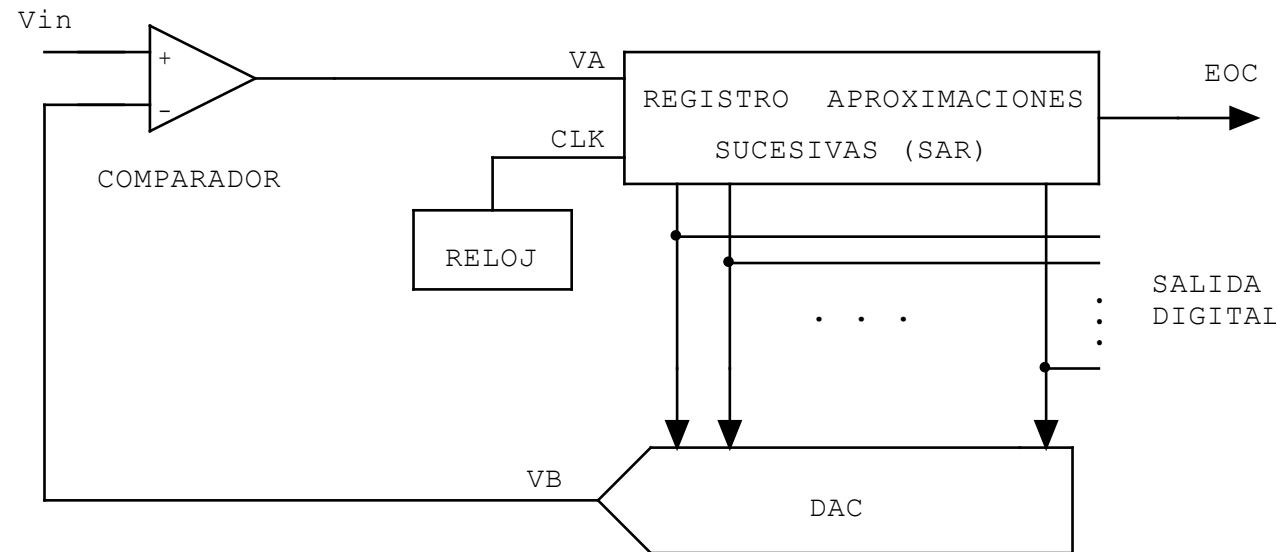 Vin
+
-
COMPARADOR
VA
CLK
RELOJ
REGISTRO APROXIMACIONES
SUCESIVAS (SAR)
EOC
. . .
SALIDA
DIGITAL
VB
DAC